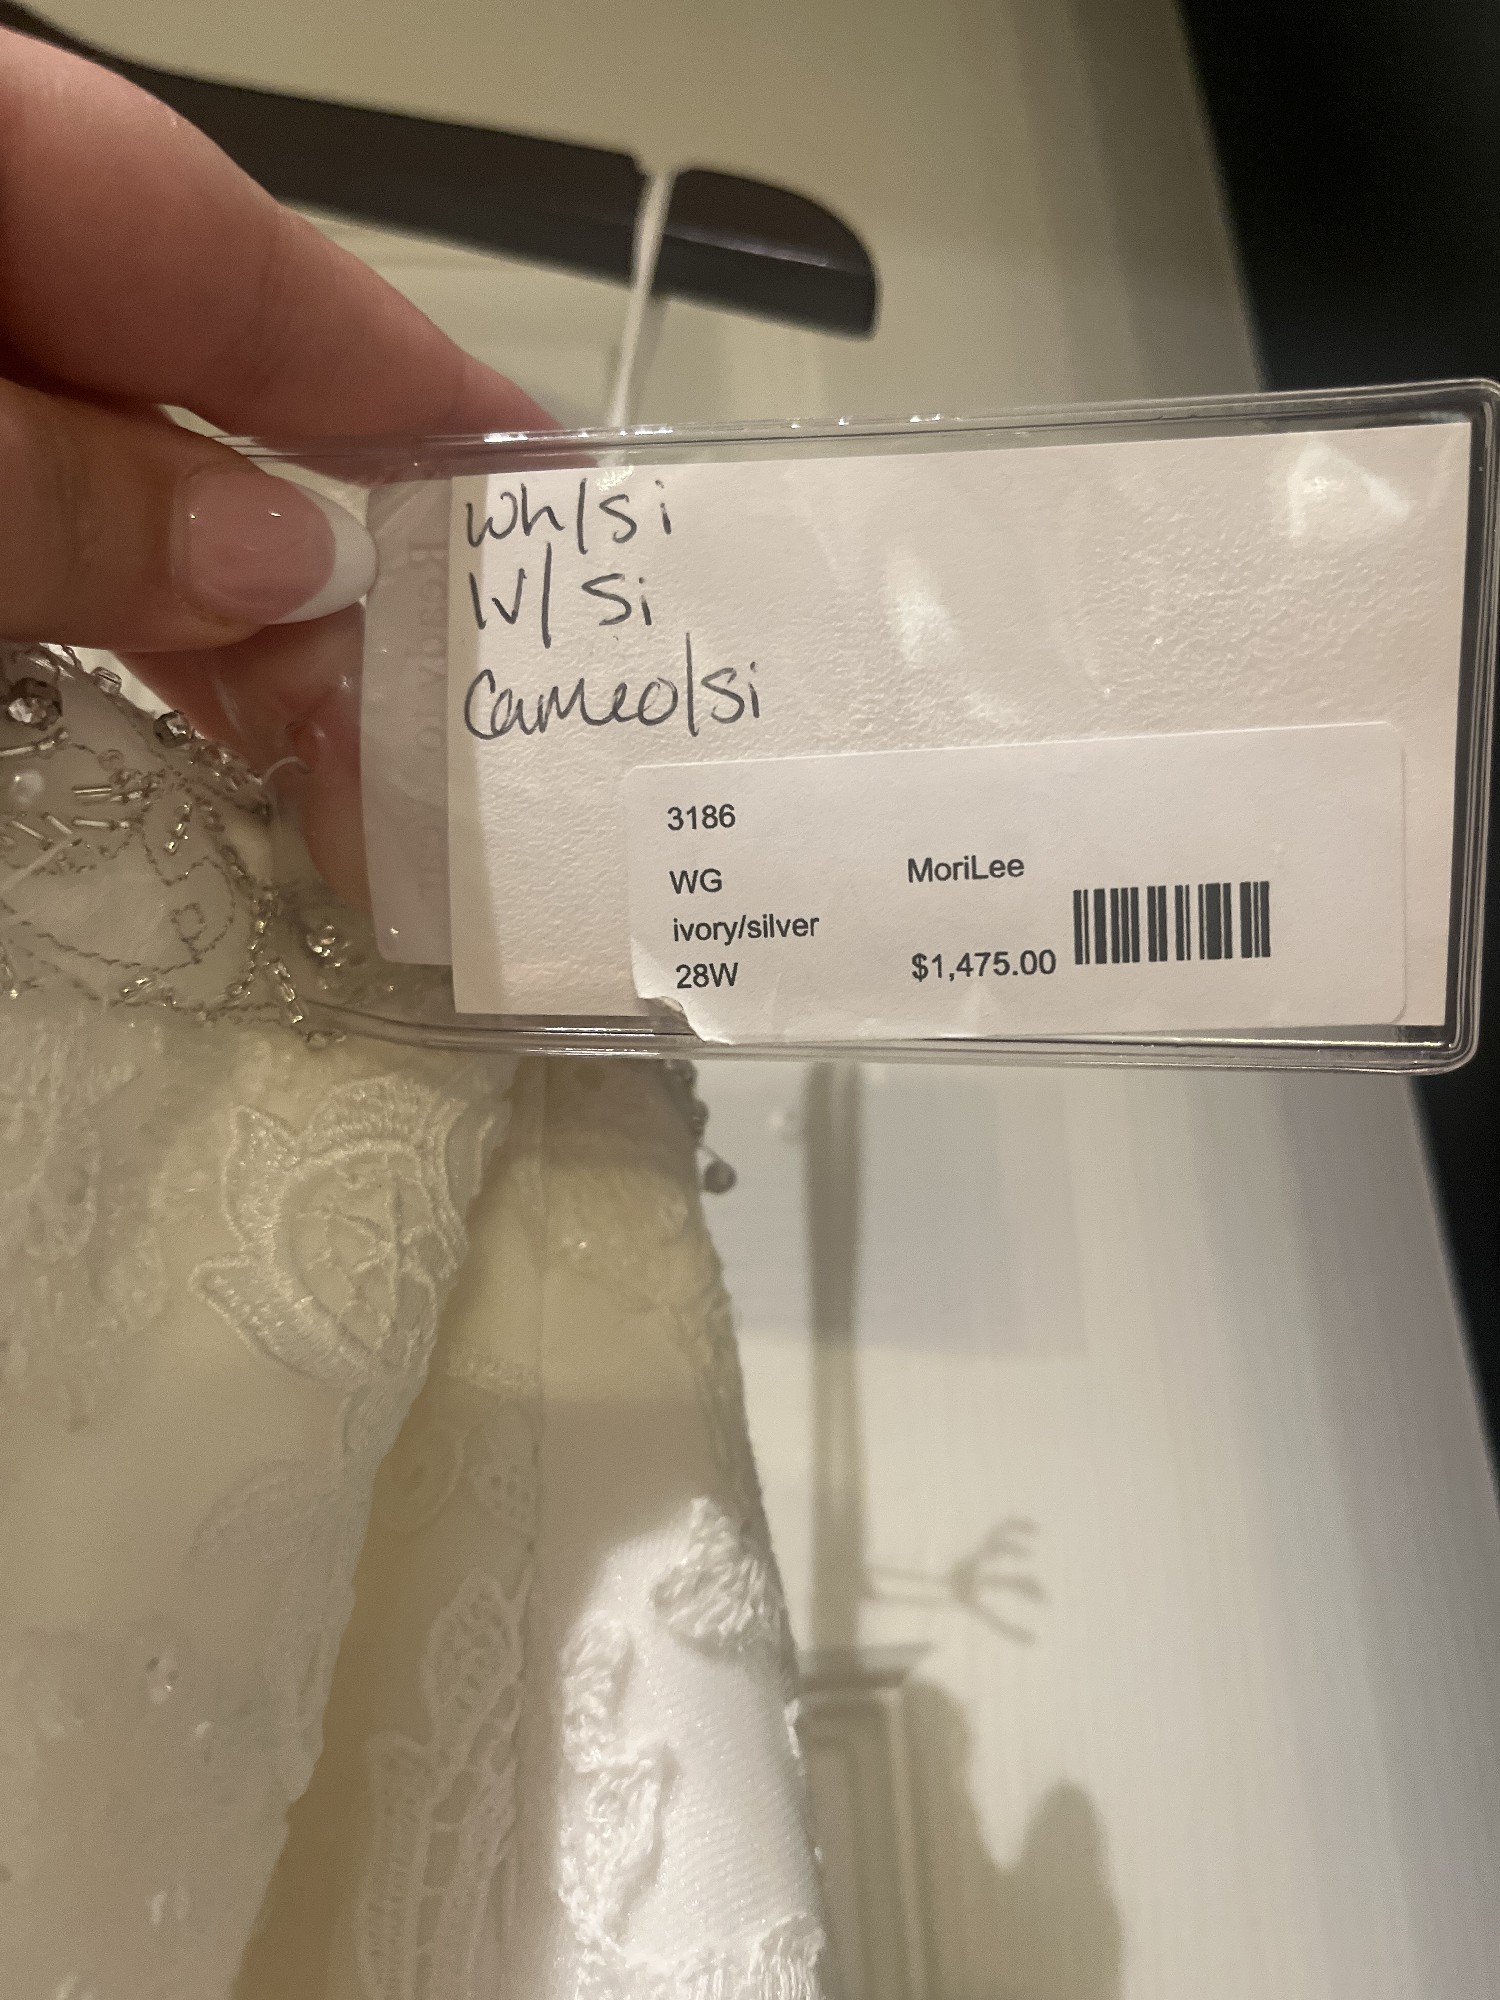 Wh/Si
IV/Si
Cameo/Si
3186
WG
MoriLee
ivory/silver
28W
$1,475.00